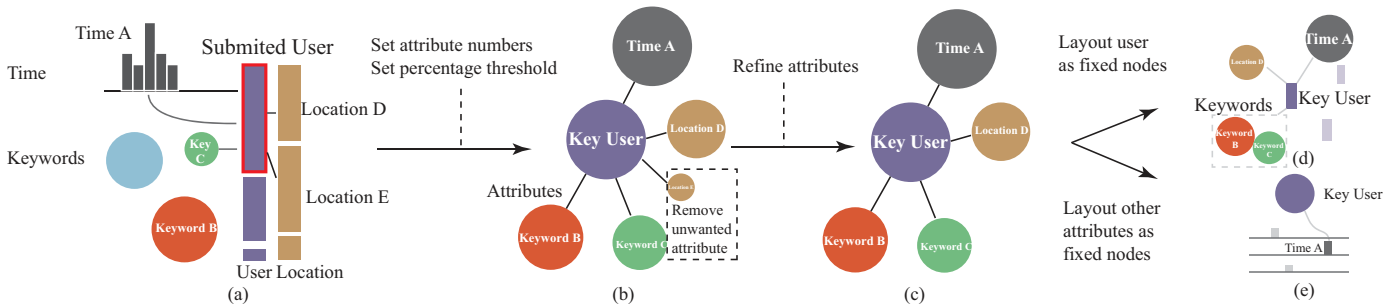 Time A
Submited User
Time
Location D
Key
C
Keywords
Location E
Keyword B
User Location
(a)
Set attribute numbers
Set percentage threshold
Time A
Key User
Location D
Location E
Attributes
Remove
unwanted
attritbute
Keyword B
Keyword C
(b)
Refine attributes
Time A
Key User
Location D
Keyword B
Keyword C
(c)
Layout user
as fixed nodes
Layout other
attributes as
fixed nodes
Time A
Location D
Key User
Keywords
Keyword
B
Keyword
C
(d)
Key User
Time A
(e)